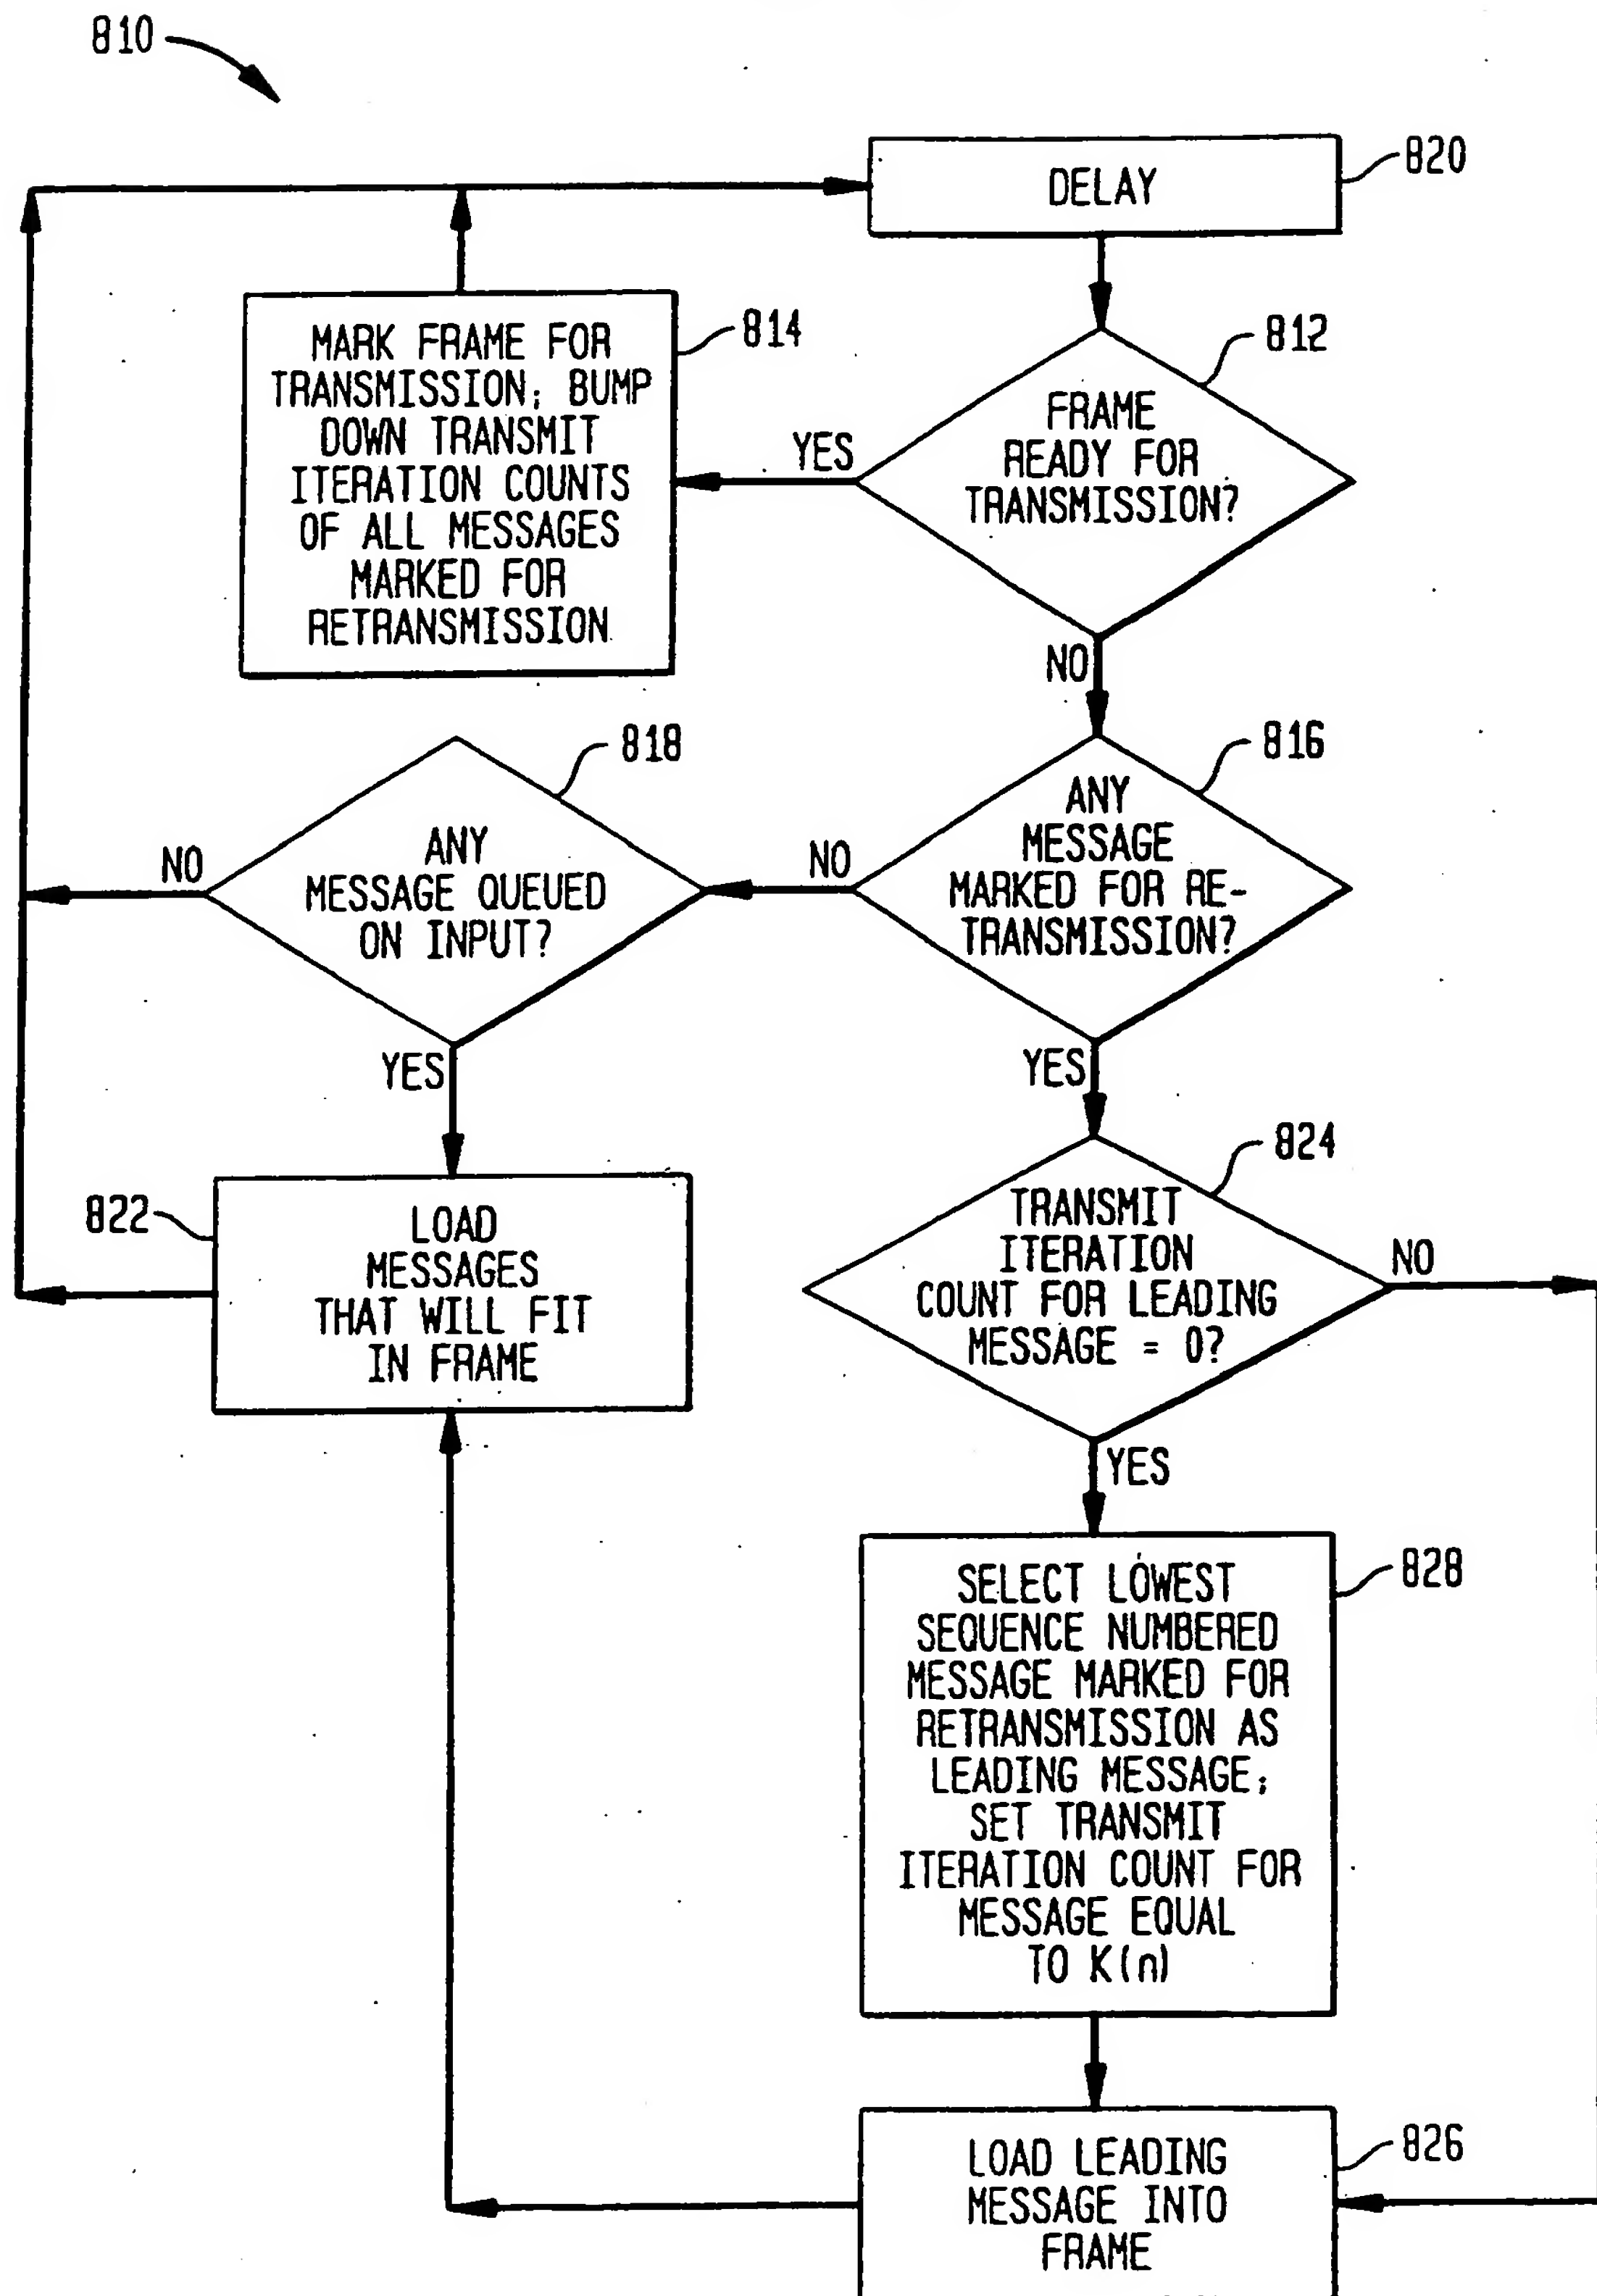 810
DELAY
820
MARK FRAME FOR
TRANSMISSION; BUMP
DOWN TRANSMIT
ITERATION COUNTS
OF ALL MESSAGES
MARKED FOR
RETRANSMISSION
814
YES
FRAME
READY FOR
TRANSMISSION?
812
NO
818
ANY
MESSAGE QUEUED
ON INPUT?
NO
NO
ANY
MESSAGE
MARKED FOR RE-
TRANSMISSION?
816
YES
YES
822
LOAD
MESSAGES
THAT WILL FIT
IN FRAME
824
TRANSMIT
ITERATION
COUNT FOR LEADING
MESSAGE = 0?
NO
YES
SELECT LOWEST
SEQUENCE NUMBERED
MESSAGE MARKED FOR
RETRANSMISSION AS
LEADING MESSAGE;
SET TRANSMIT
ITERATION COUNT FOR
MESSAGE EQUAL
TO K(n)
828
LOAD LEADING
MESSAGE INTO
FRAME
826